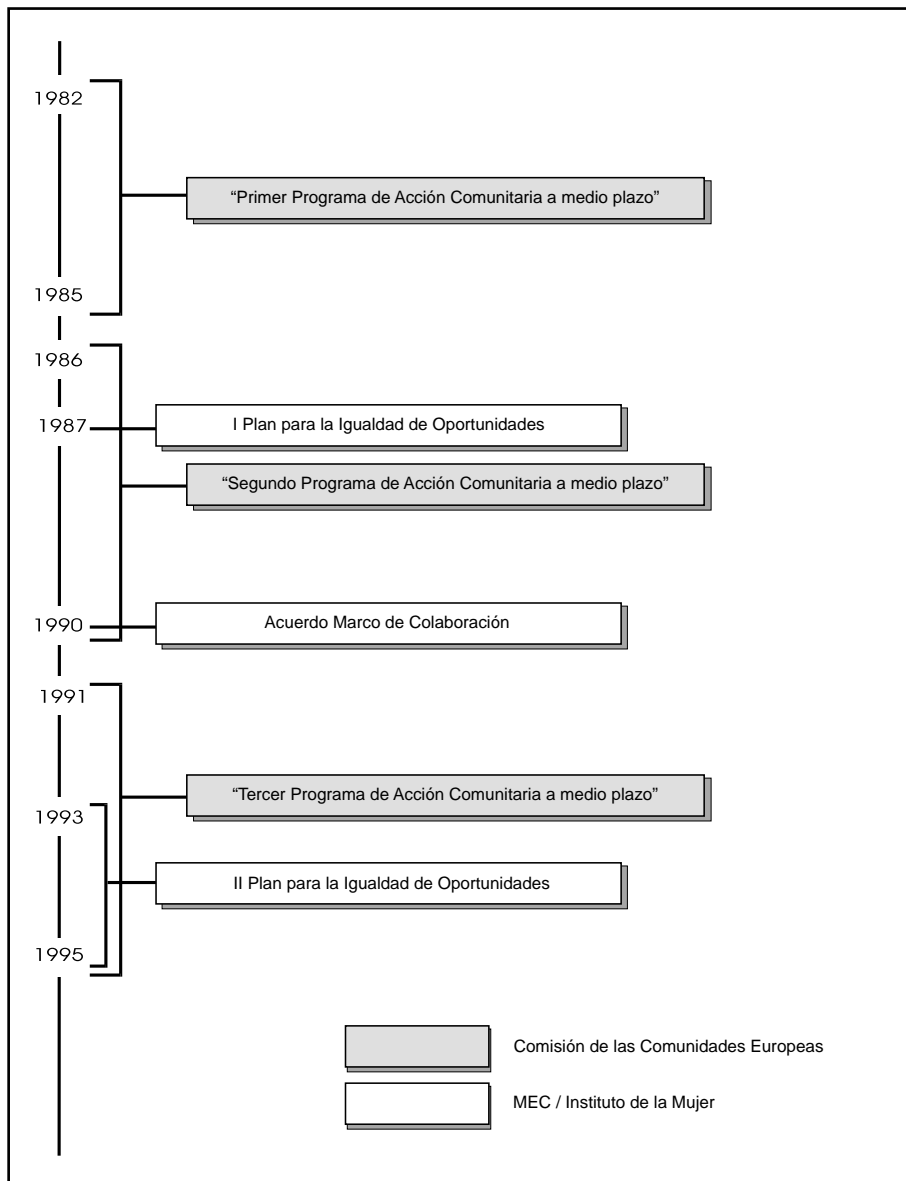 1982
“Primer Programa de Acción Comunitaria a medio plazo”
1985
1986
1987
I Plan para la Igualdad de Oportunidades
“Segundo Programa de Acción Comunitaria a medio plazo”
1990
Acuerdo Marco de Colaboración
1991
“Tercer Programa de Acción Comunitaria a medio plazo”
1993
II Plan para la Igualdad de Oportunidades
1995
Comisión de las Comunidades Europeas
MEC / Instituto de la Mujer